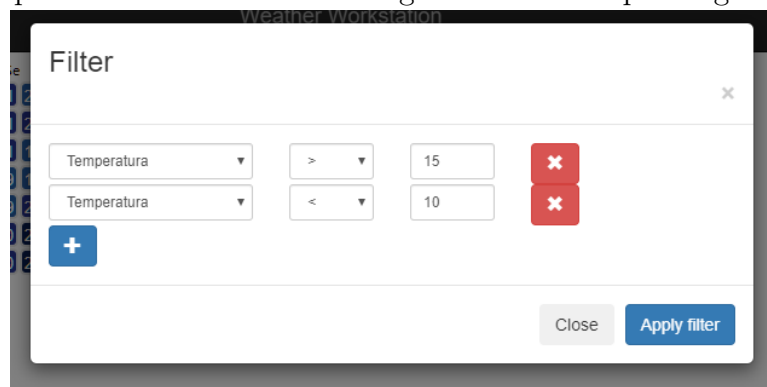 Weather Workstation
Filter
×
Temperatura > 15
Temperatura < 10
Close Apply filter